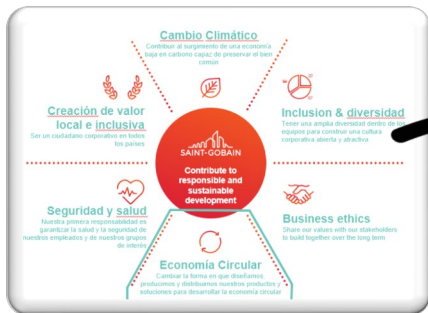 Cambio Climático
Contribuir al surgimiento de una economía
baja en carbono capaz de preservar el bien
común
Creación de valor
local e inclusiva
Ser un ciudadano corporativo en todos
los países
Inclusion & diversidad
Tener una amplia diversidad dentro de los
equipos para construir una cultura
corporativa abierta y atractiva
SAINT-GOBAIN
Contribute to
responsible and
sustainable
development
Seguridad y salud
Nuestra primera responsabilidad es
garantizar la salud y la seguridad de
nuestros empleados y de nuestros grupos
de interés
Business ethics
Share our values with our stakeholders
to build together over the long term
Economía Circular
Cambiar la forma en que diseñamos,
producimos y distribuimos nuestros productos y
soluciones para desarrollar la economía circular